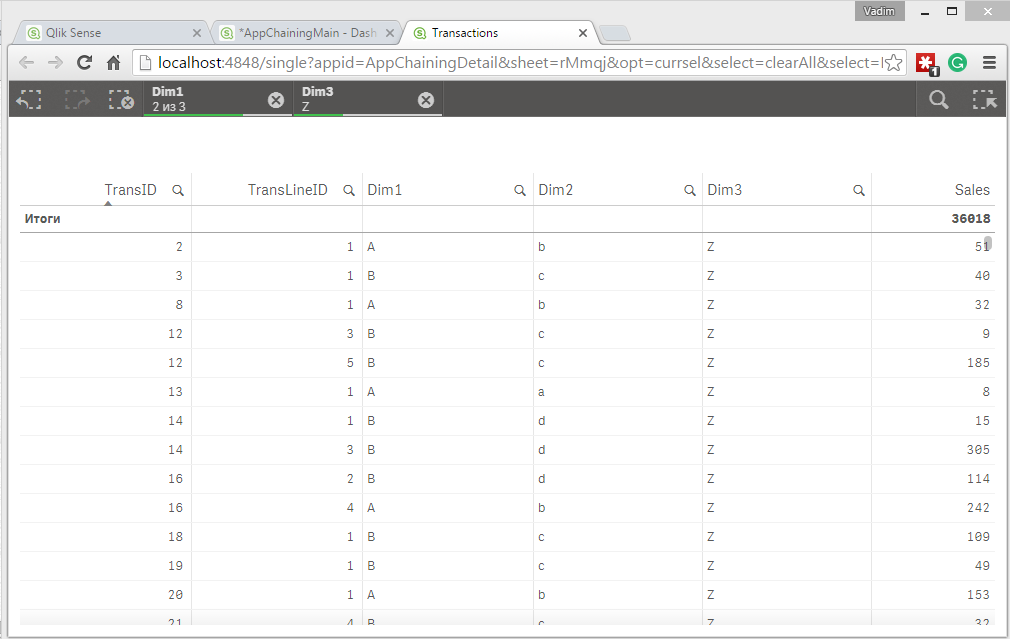 Vadim
Qlik Sense
*AppChainingMain - Dash
Transactions
localhost:4848/single?appid=AppChainingDetail&sheet=rMmqj&opt=currsel&select=clearAll&select=
1
Dim1
2 из 3
Dim3
Z
TransID TransLineID Dim1 Dim2 Dim3 Sales
Итоги 36018
2 1 A b Z 51
3 1 B c Z 40
8 1 A b Z 32
12 3 B c Z 9
12 5 B c Z 185
13 1 A a Z 8
14 1 B d Z 15
14 3 B d Z 305
16 2 B d Z 114
16 4 A b Z 242
18 1 B c Z 109
19 1 B c Z 49
20 1 A b Z 153
21 4 B c Z 32